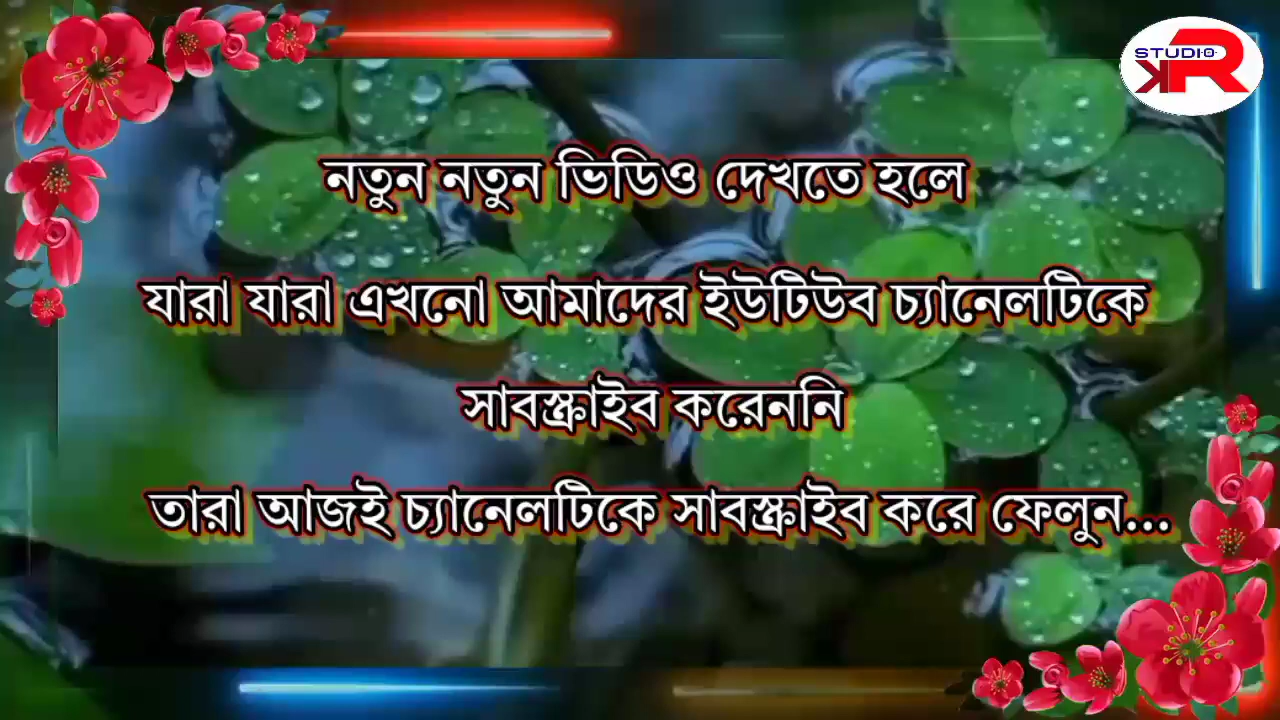 STUDIO
KR
নতুন নতুন ভিডিও দেখতে হলে
যারা যারা এখনো আমাদের ইউটিউব চ্যানেলটিকে
সাবস্ক্রাইব করেননি
তারা আজই চ্যানেলটিকে সাবস্ক্রাইব করে ফেলুন...